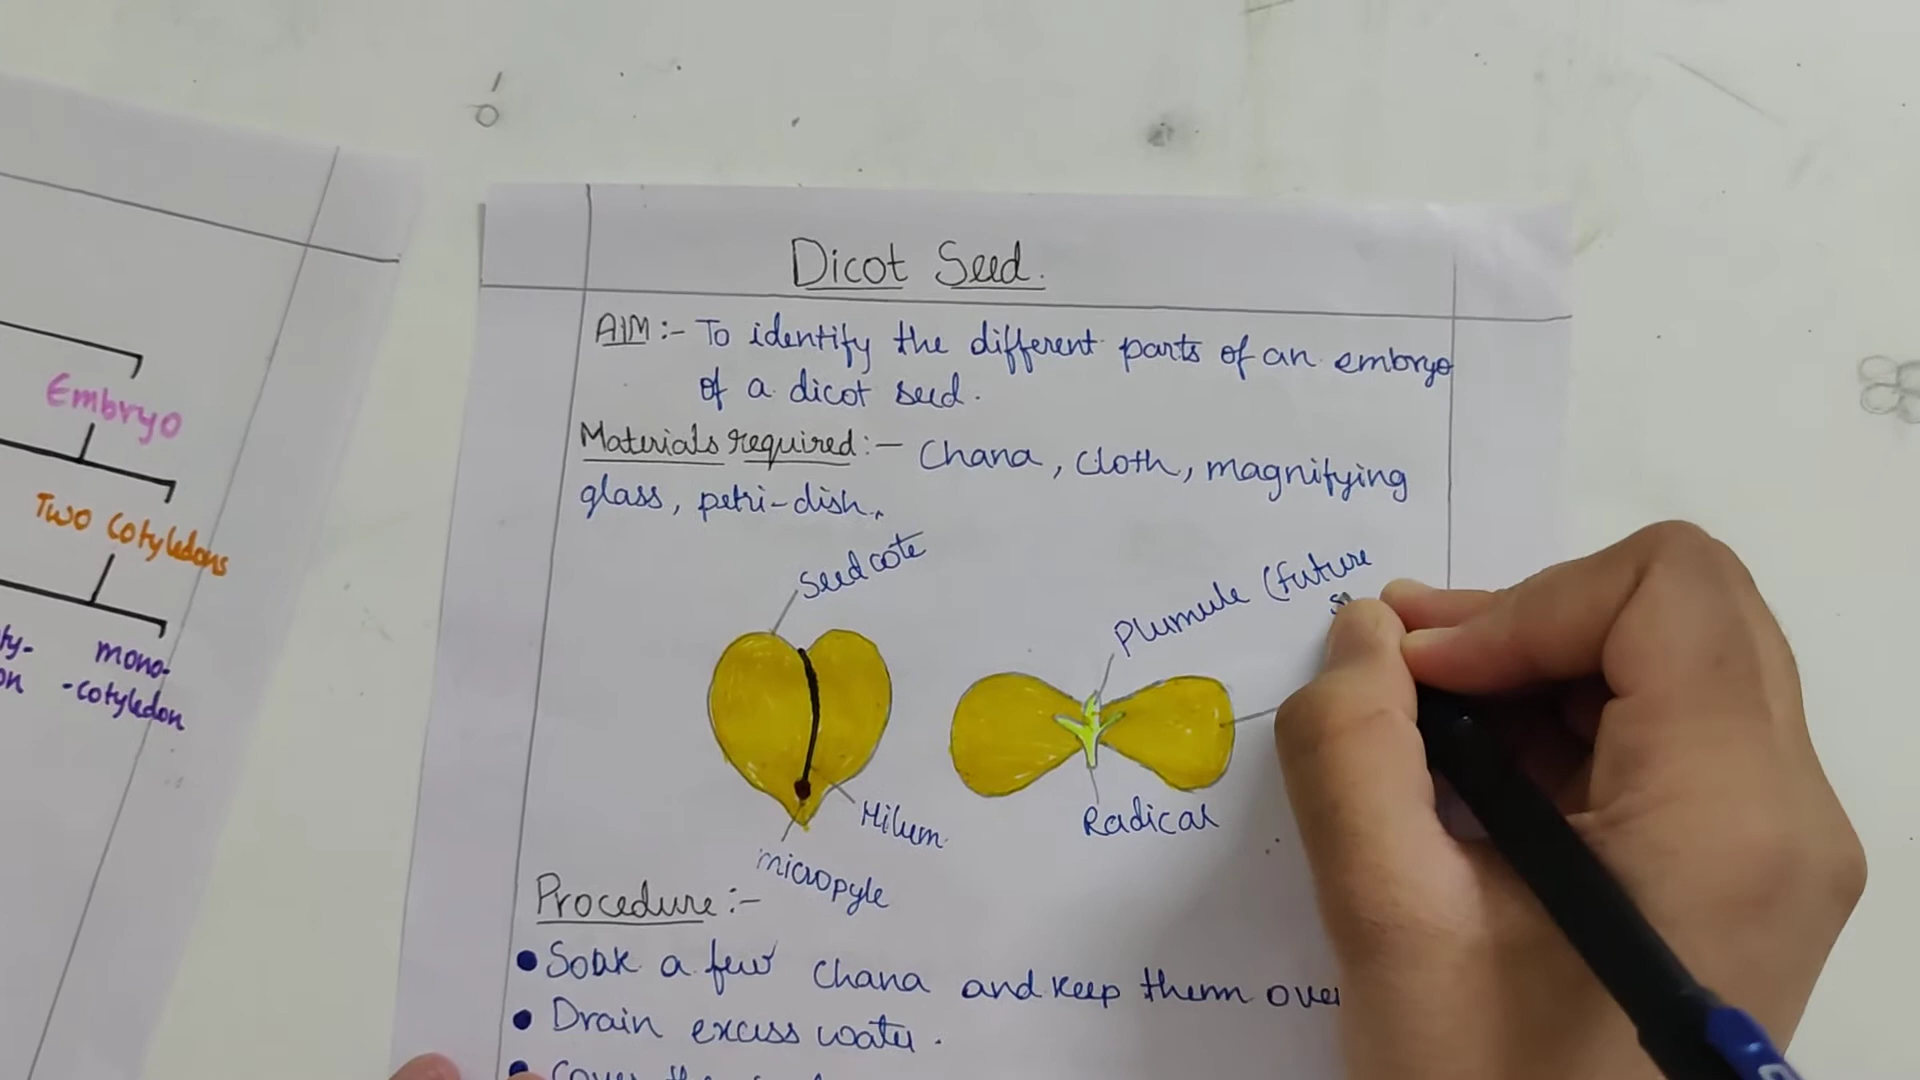 Embryo
Two Cotyledons
mono-
-cotyledon
Dicot Seed.
AIM :- To identify the different parts of an embryo
of a dicot seed.
Materials required :- Chana, Cloth, magnifying
glass, petri-dish.
Seed cote
Plumule (future
Hilum
Radical
micropyle
Procedure :-
• Soak a few Chana and keep them over
• Drain excess water.